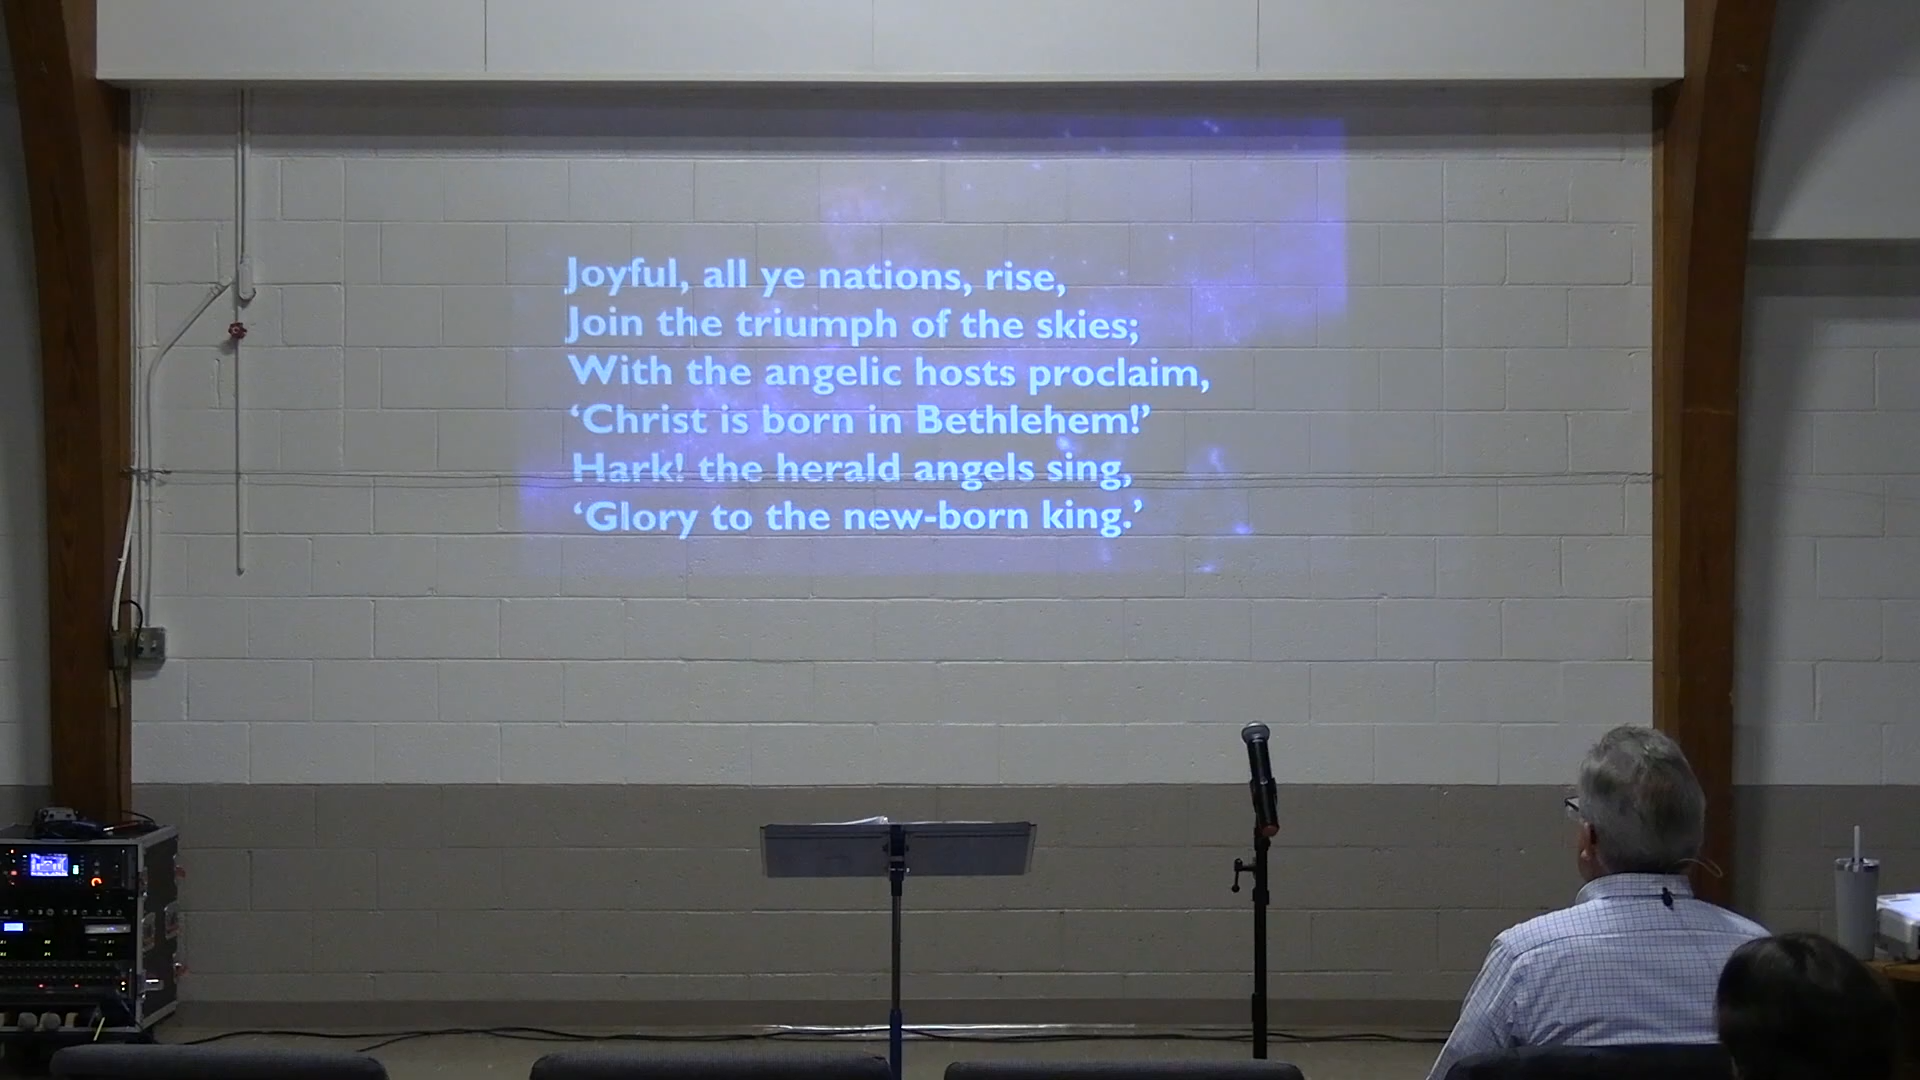 Joyful, all ye nations, rise,
Join the triumph of the skies;
With the angelic hosts proclaim,
‘Christ is born in Bethlehem!’
Hark! the herald angels sing,
‘Glory to the new-born king.’